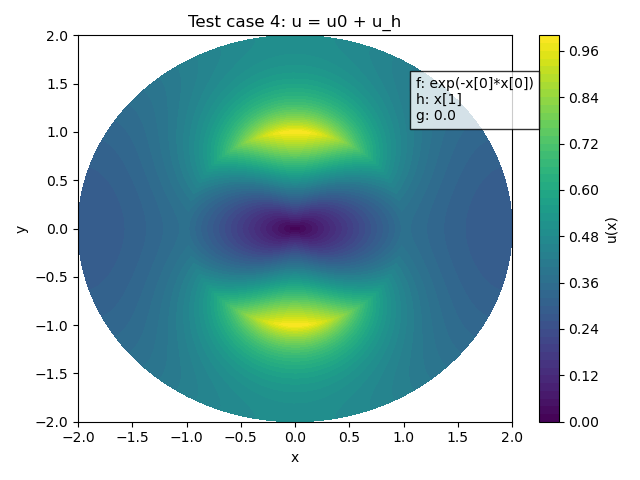 Test case 4: u = u0 + u_h
f: exp(-x[0]*x[0])
h: x[1]
g: 0.0
2.0
1.5
1.0
0.5
0.0
−0.5
−1.0
−1.5
−2.0
y
−2.0 −1.5 −1.0 −0.5 0.0 0.5 1.0 1.5 2.0
x
0.96
0.84
0.72
0.60
0.48
0.36
0.24
0.12
0.00
u(x)